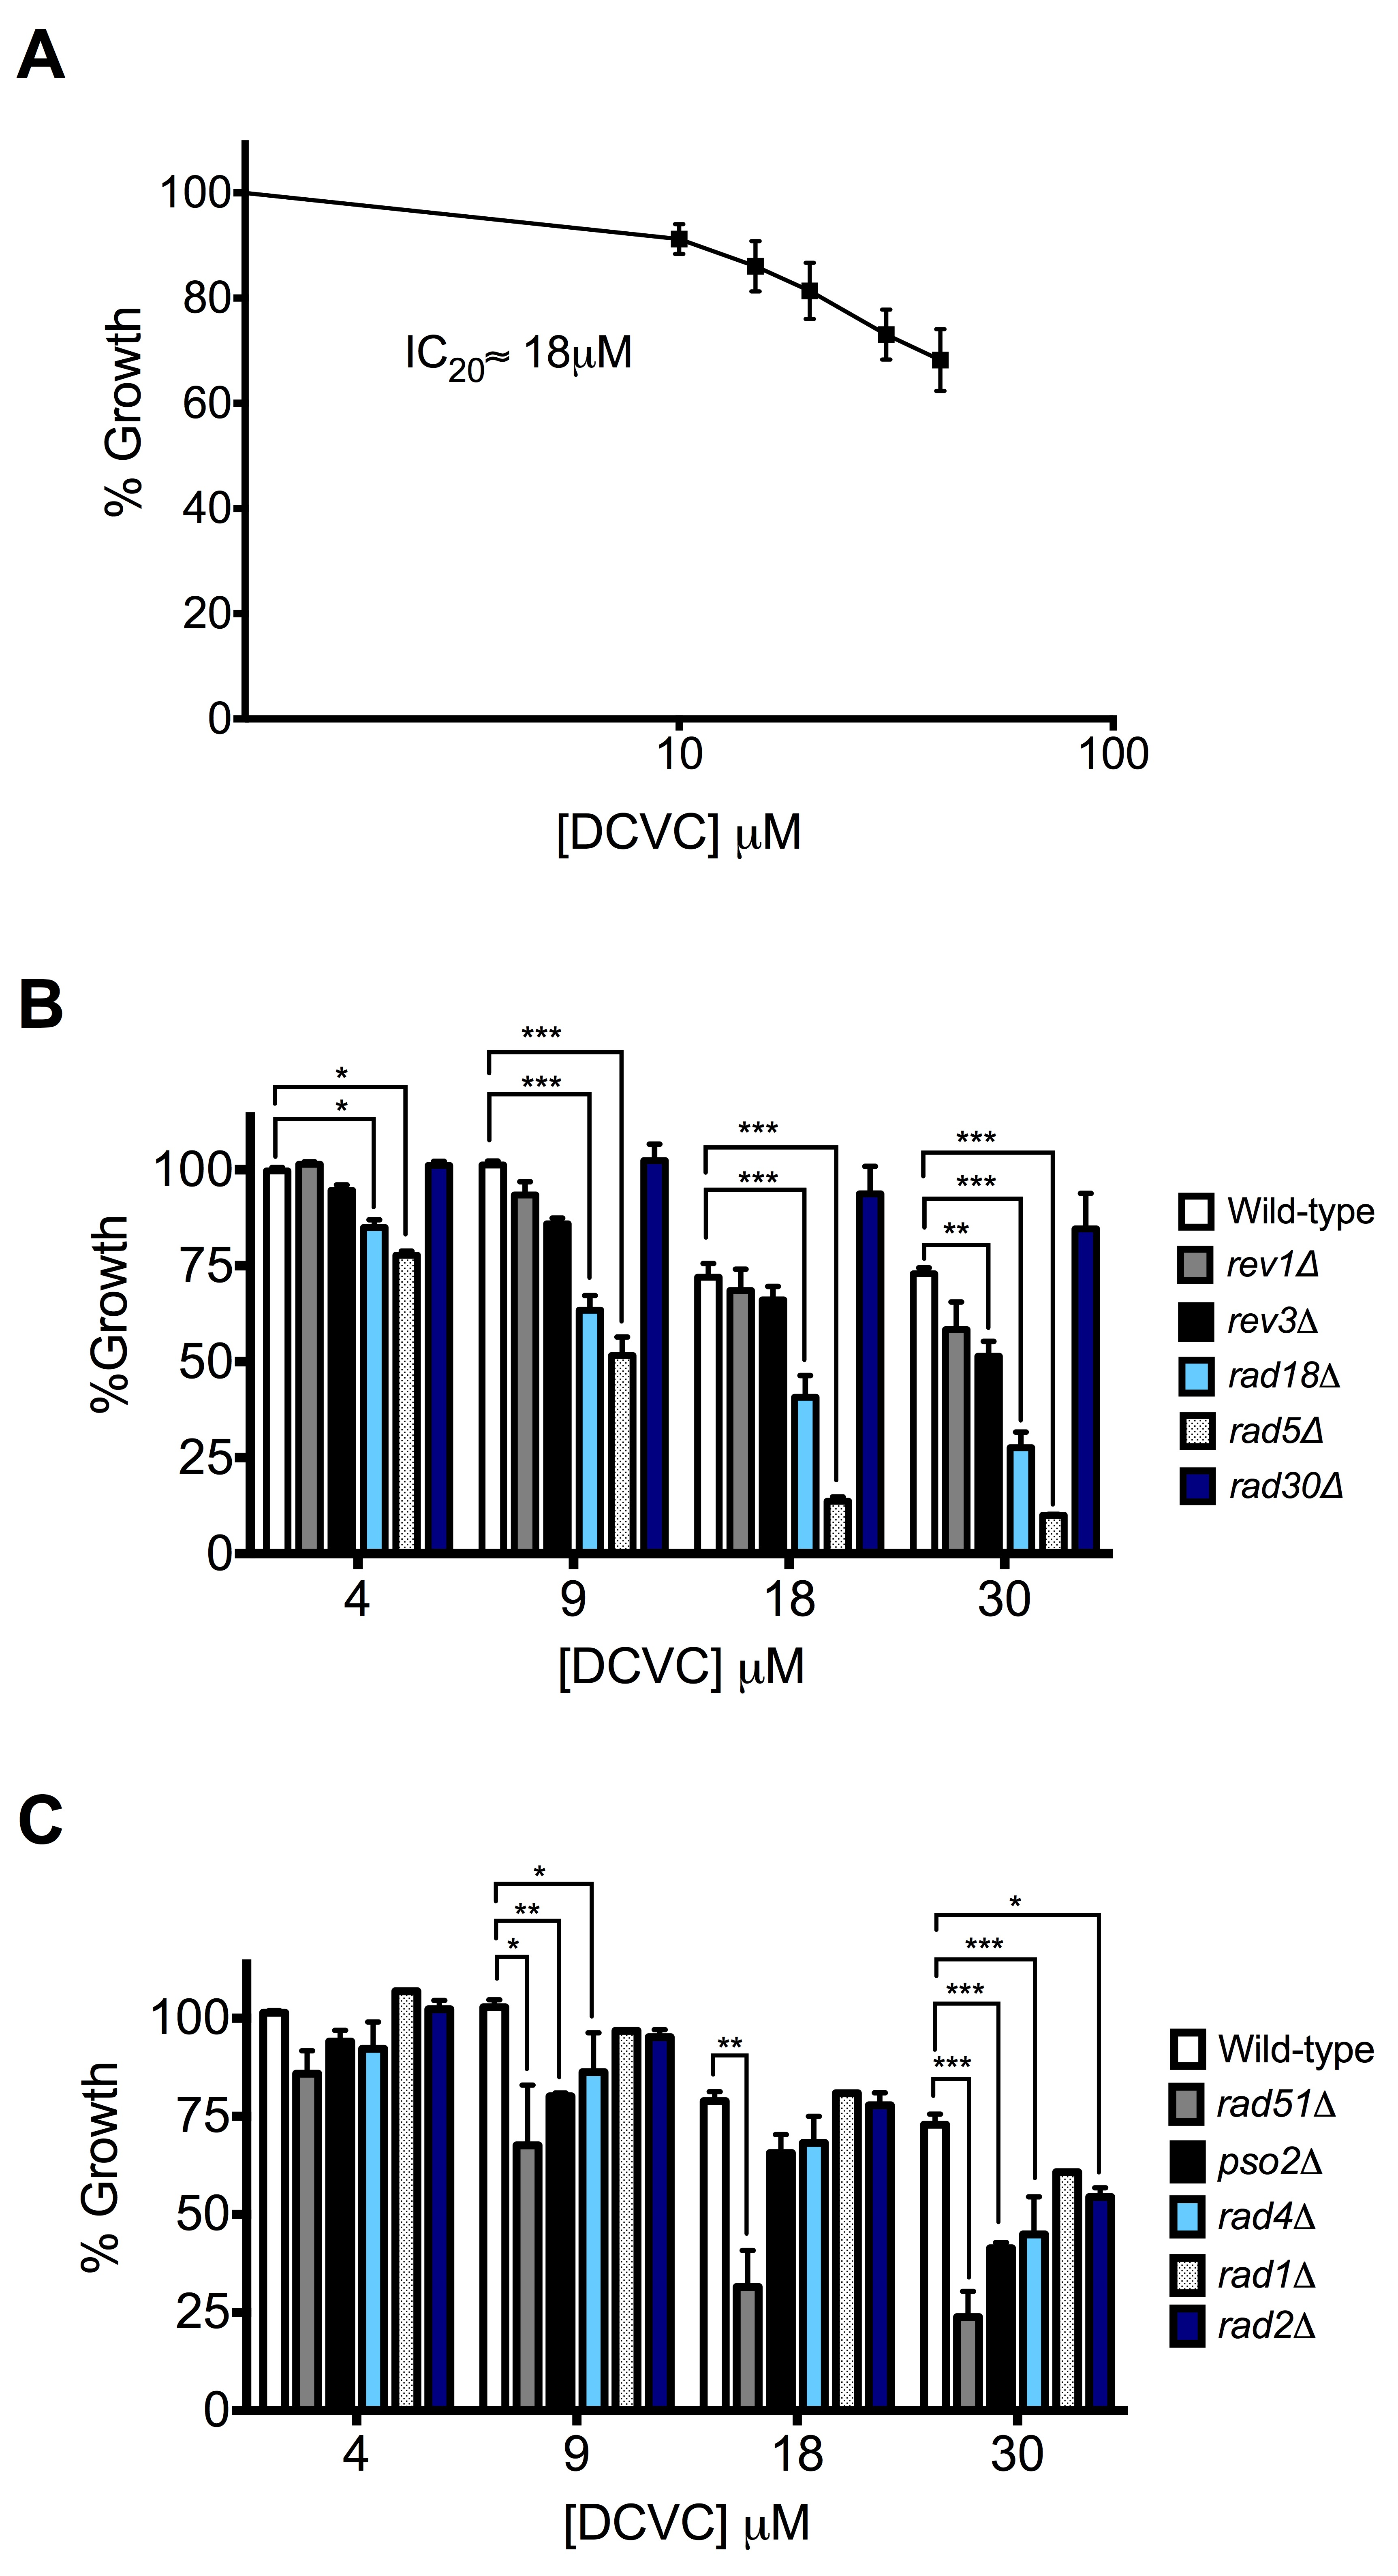 A
100
80
60
40
20
0
% Growth
IC20≈ 18μM
10
100
[DCVC] μM
B
*
*
***
***
***
***
***
***
**
100
75
50
25
0
%Growth
4
9
18
30
[DCVC] μM
Wild-type
rev1Δ
rev3Δ
rad18Δ
rad5Δ
rad30Δ
C
*
**
*
**
*
***
***
***
100
75
50
25
0
% Growth
4
9
18
30
[DCVC] μM
Wild-type
rad51Δ
pso2Δ
rad4Δ
rad1Δ
rad2Δ